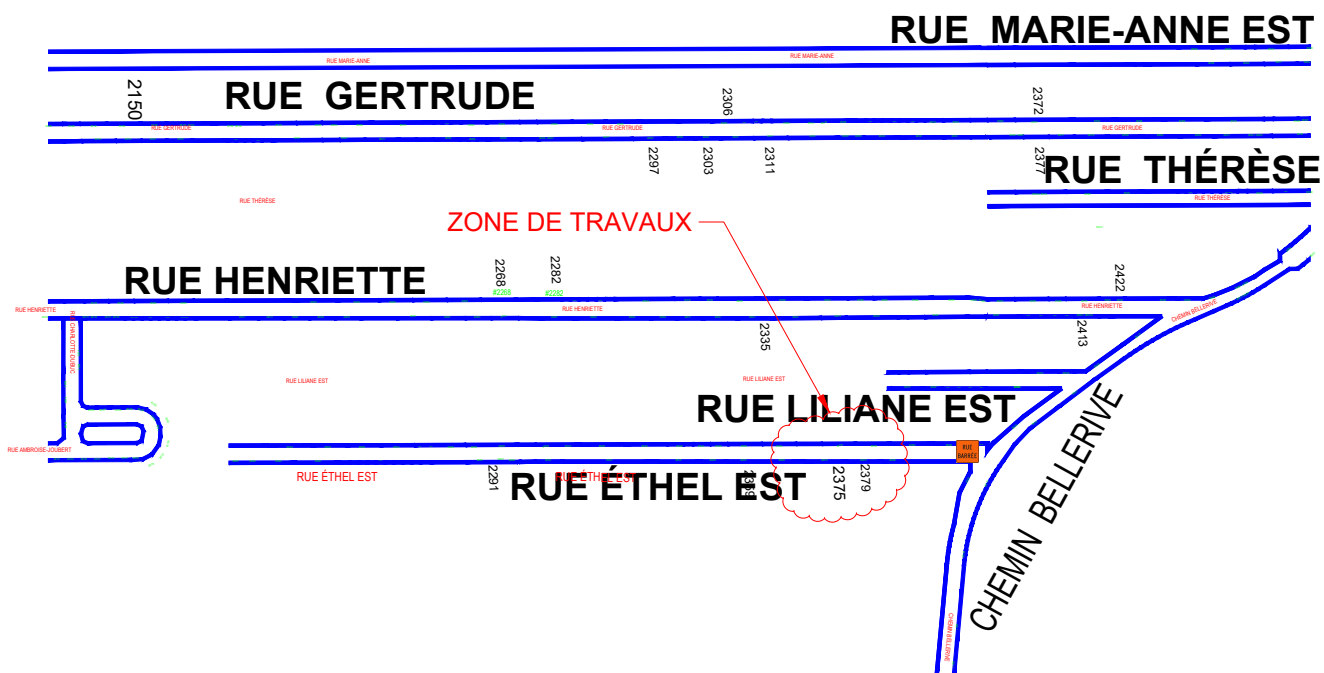 RUE MARIE-ANNE EST
RUE MARIE-ANNE
RUE MARIE-ANNE
2150
RUE GERTRUDE
2306
2372
RUE GERTRUDE
RUE GERTRUDE
RUE GERTRUDE
2297
2303
2311
2377
RUE THÉRÈSE
RUE THÉRÈSE
RUE THÉRÈSE
ZONE DE TRAVAUX
RUE HENRIETTE
2268
#2268
2282
#2282
2422
RUE HENRIETTE
RUE HENRIETTE
RUE HENRIETTE
CHEMIN BELLERIVE
RUE CHARLOTTE-DUBUC
2335
2413
RUE LILIANE EST
RUE LILIANE EST
RUE LILIANE EST
RUE AMBROISE-JOUBERT
RUE BARRÉE
RUE ÉTHEL EST
2291
RUE ÉTHEL EST
RUE ÉTHEL EST
2375
2379
CHEMIN BELLERIVE
CHEMIN BELLERIVE